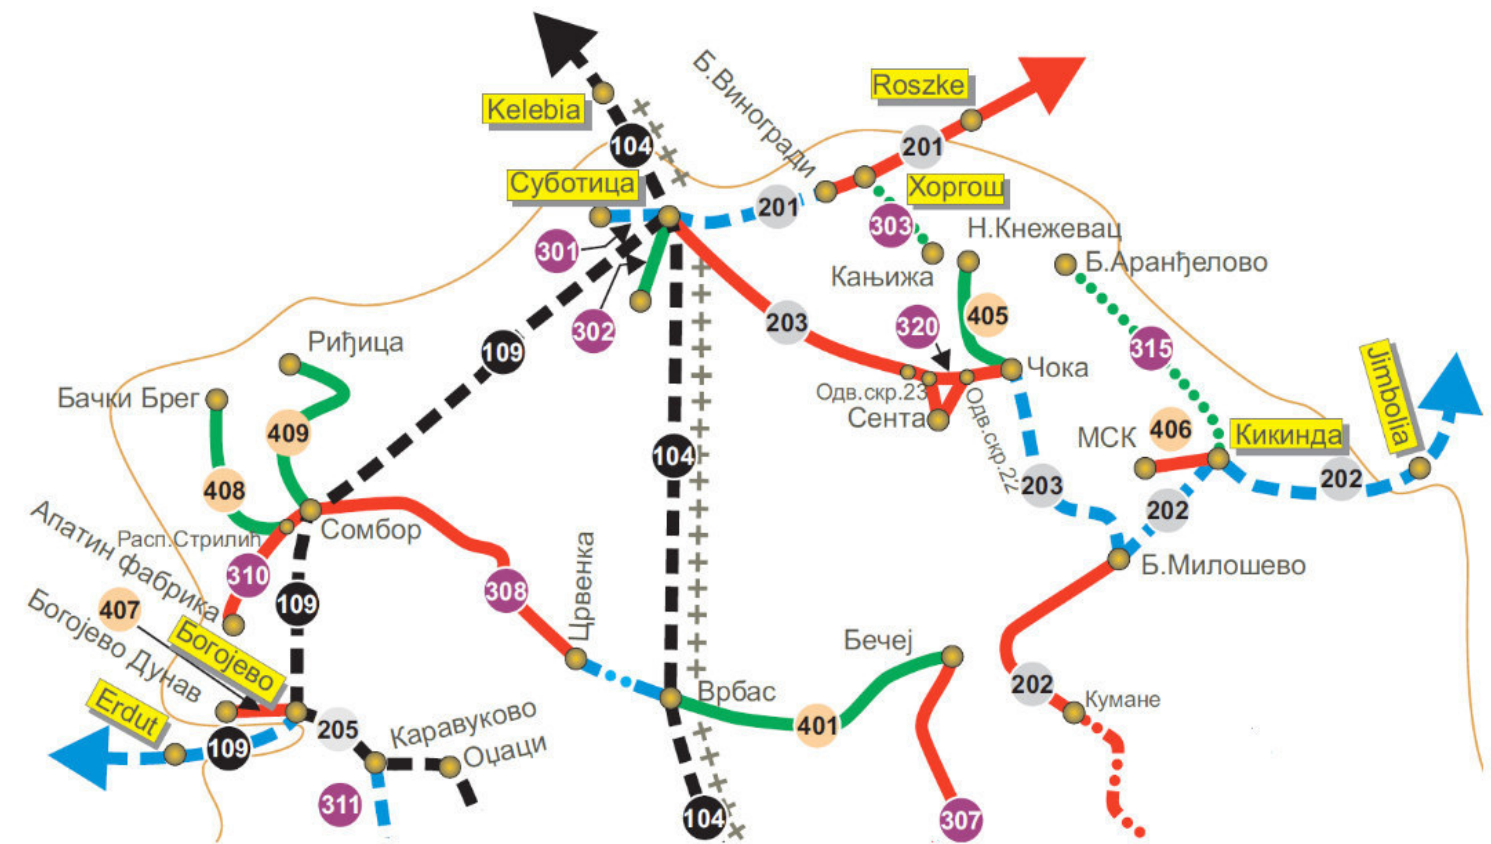 Kelebia
104
Б.Виногради
Roszke
201
Суботица
201
Хоргош
301
303
Н.Кнежевац
Кањижа
Б.Аранђелово
302
203
320
405
315
109
Риђица
Бачки Брег
409
Чока
Одв.скр.23
Сента
Одв.скр.22
МСК
406
Кикинда
Jimbolia
408
104
203
202
202
Апатин фабрика
Расп.Стрилић
Сомбор
310
109
308
Црвенка
Б.Милошево
407
Богојево Дунав
Богојево
Бечеј
202
Кумане
Erdut
109
205
Каравуково
Оџаци
Врбас
401
311
104
307